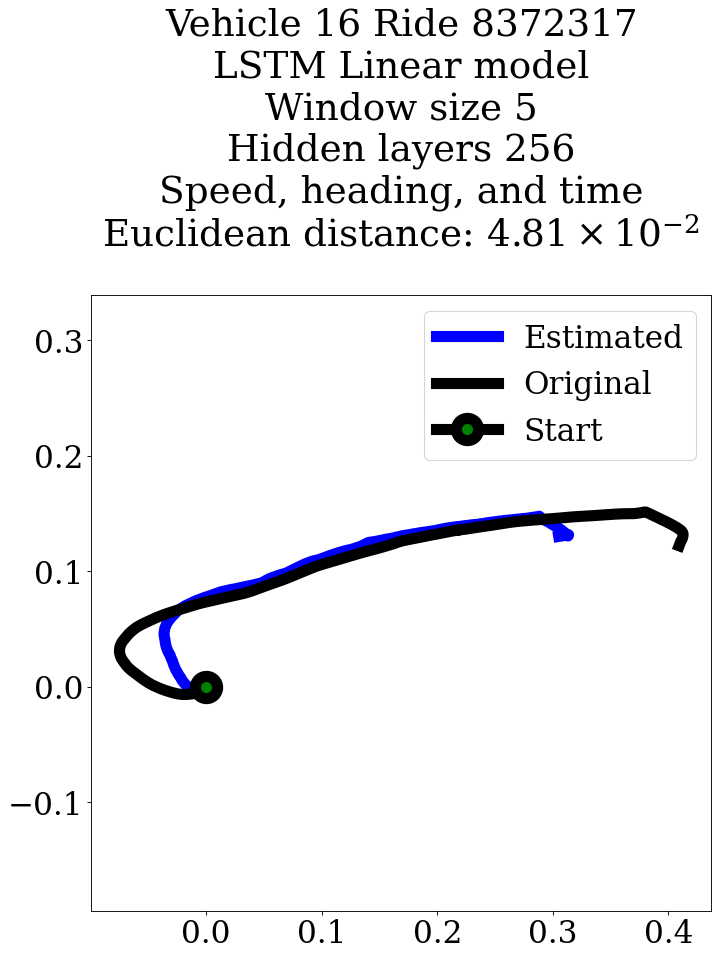 Vehicle 16 Ride 8372317
LSTM Linear model
Window size 5
Hidden layers 256
Speed, heading, and time
Euclidean distance: 4.81 × 10⁻²
Estimated
Original
Start
0.3
0.2
0.1
0.0
−0.1
0.0 0.1 0.2 0.3 0.4